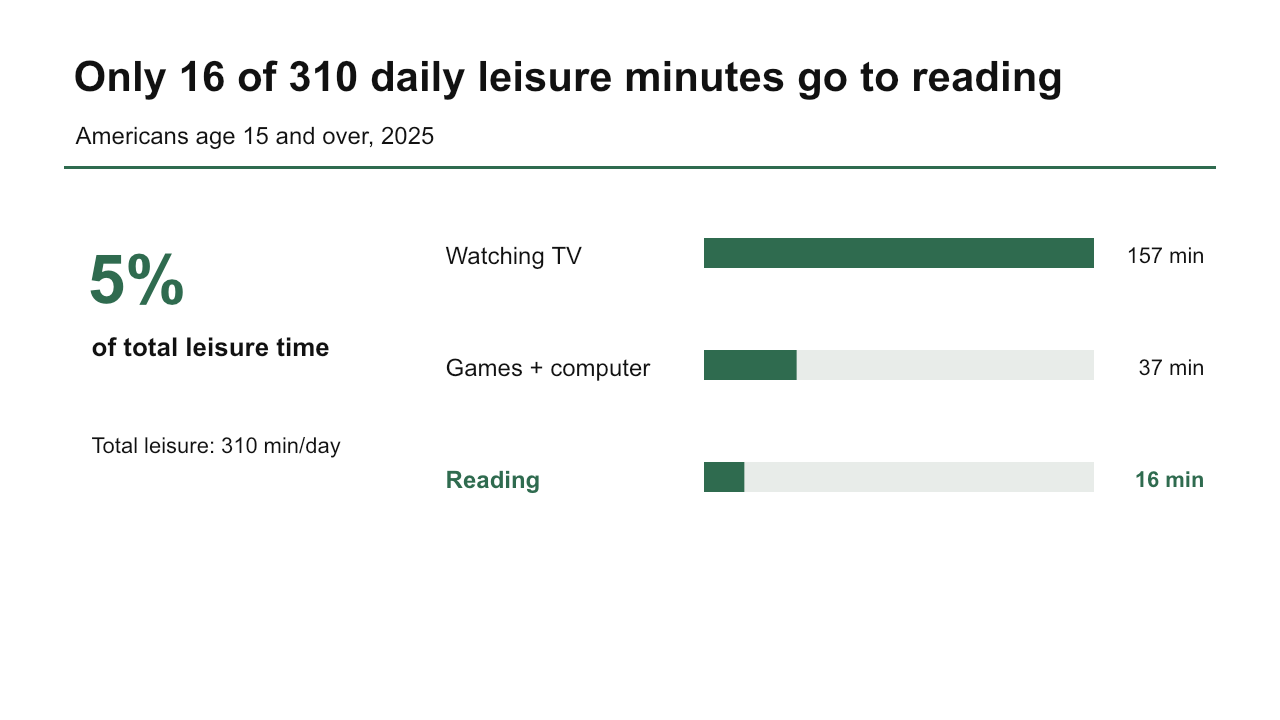 Only 16 of 310 daily leisure minutes go to reading
Americans age 15 and over, 2025
5%
of total leisure time
Total leisure: 310 min/day
Watching TV 157 min
Games + computer 37 min
Reading 16 min